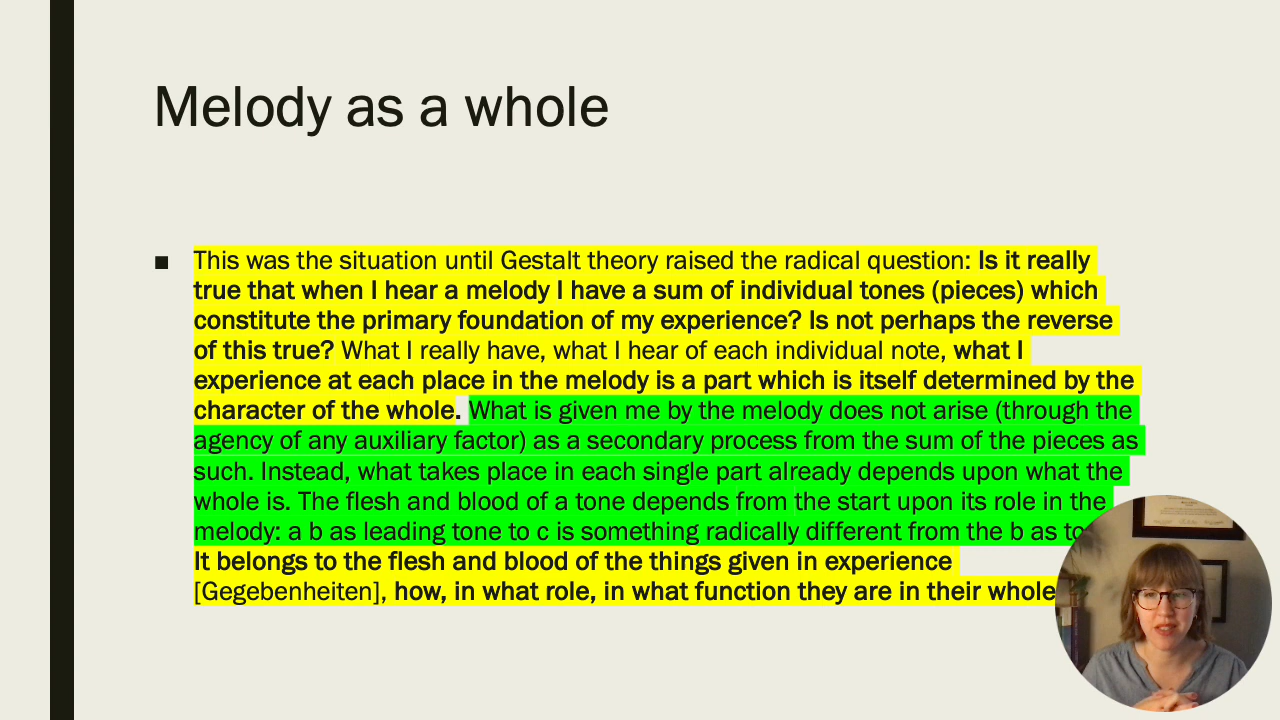 Melody as a whole
■ This was the situation until Gestalt theory raised the radical question: Is it really
true that when I hear a melody I have a sum of individual tones (pieces) which
constitute the primary foundation of my experience? Is not perhaps the reverse
of this true? What I really have, what I hear of each individual note, what I
experience at each place in the melody is a part which is itself determined by the
character of the whole. What is given me by the melody does not arise (through the
agency of any auxiliary factor) as a secondary process from the sum of the pieces as
such. Instead, what takes place in each single part already depends upon what the
whole is. The flesh and blood of a tone depends from the start upon its role in the
melody: a b as leading tone to c is something radically different from the b as
It belongs to the flesh and blood of the things given in experience
[Gegebenheiten], how, in what role, in what function they are in their whole